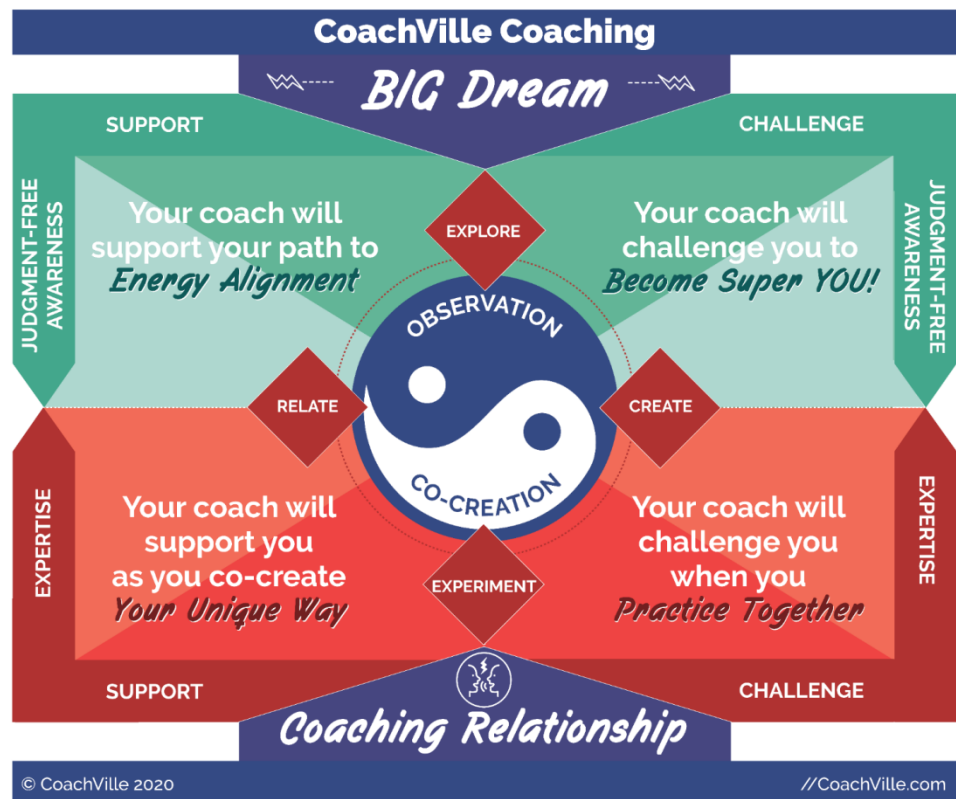 CoachVille Coaching
BIG Dream
SUPPORT
CHALLENGE
JUDGMENT-FREE
AWARENESS
Your coach will
support your path to
Energy Alignment
EXPLORE
Your coach will
challenge you to
Become Super YOU!
JUDGMENT-FREE
AWARENESS
OBSERVATION
RELATE
CREATE
CO-CREATION
EXPERTISE
Your coach will
support you
as you co-create
Your Unique Way
EXPERIMENT
Your coach will
challenge you
when you
Practice Together
EXPERTISE
SUPPORT
CHALLENGE
Coaching Relationship
© CoachVille 2020
//CoachVille.com